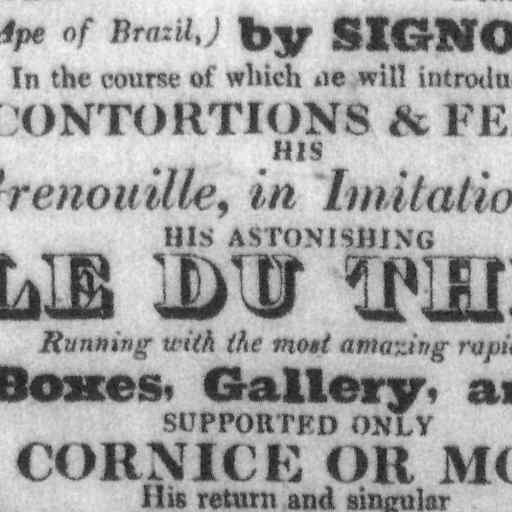 Ape of Brazil,) by SIGNO
In the course of which he will introdu
CONTORTIONS & FE
HIS
Grenouille, in Imitatio
HIS ASTONISHING
LE DU TH
Running with the most amazing rapi
Boxes, Gallery, an
SUPPORTED ONLY
CORNICE OR MO
His return and singular